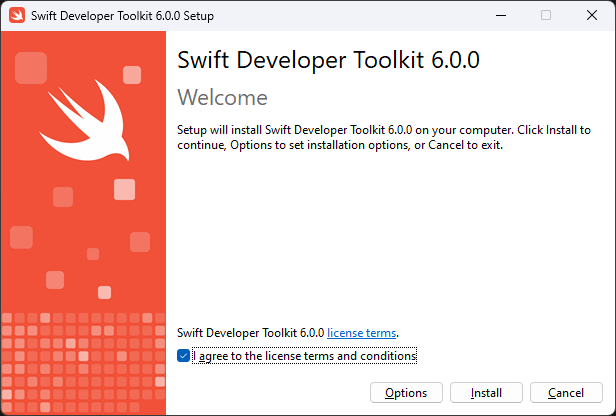 Swift Developer Toolkit 6.0.0 Setup
Swift Developer Toolkit 6.0.0
Welcome
Setup will install Swift Developer Toolkit 6.0.0 on your computer. Click Install to
continue, Options to set installation options, or Cancel to exit.
Swift Developer Toolkit 6.0.0 license terms.
I agree to the license terms and conditions
Options Install Cancel